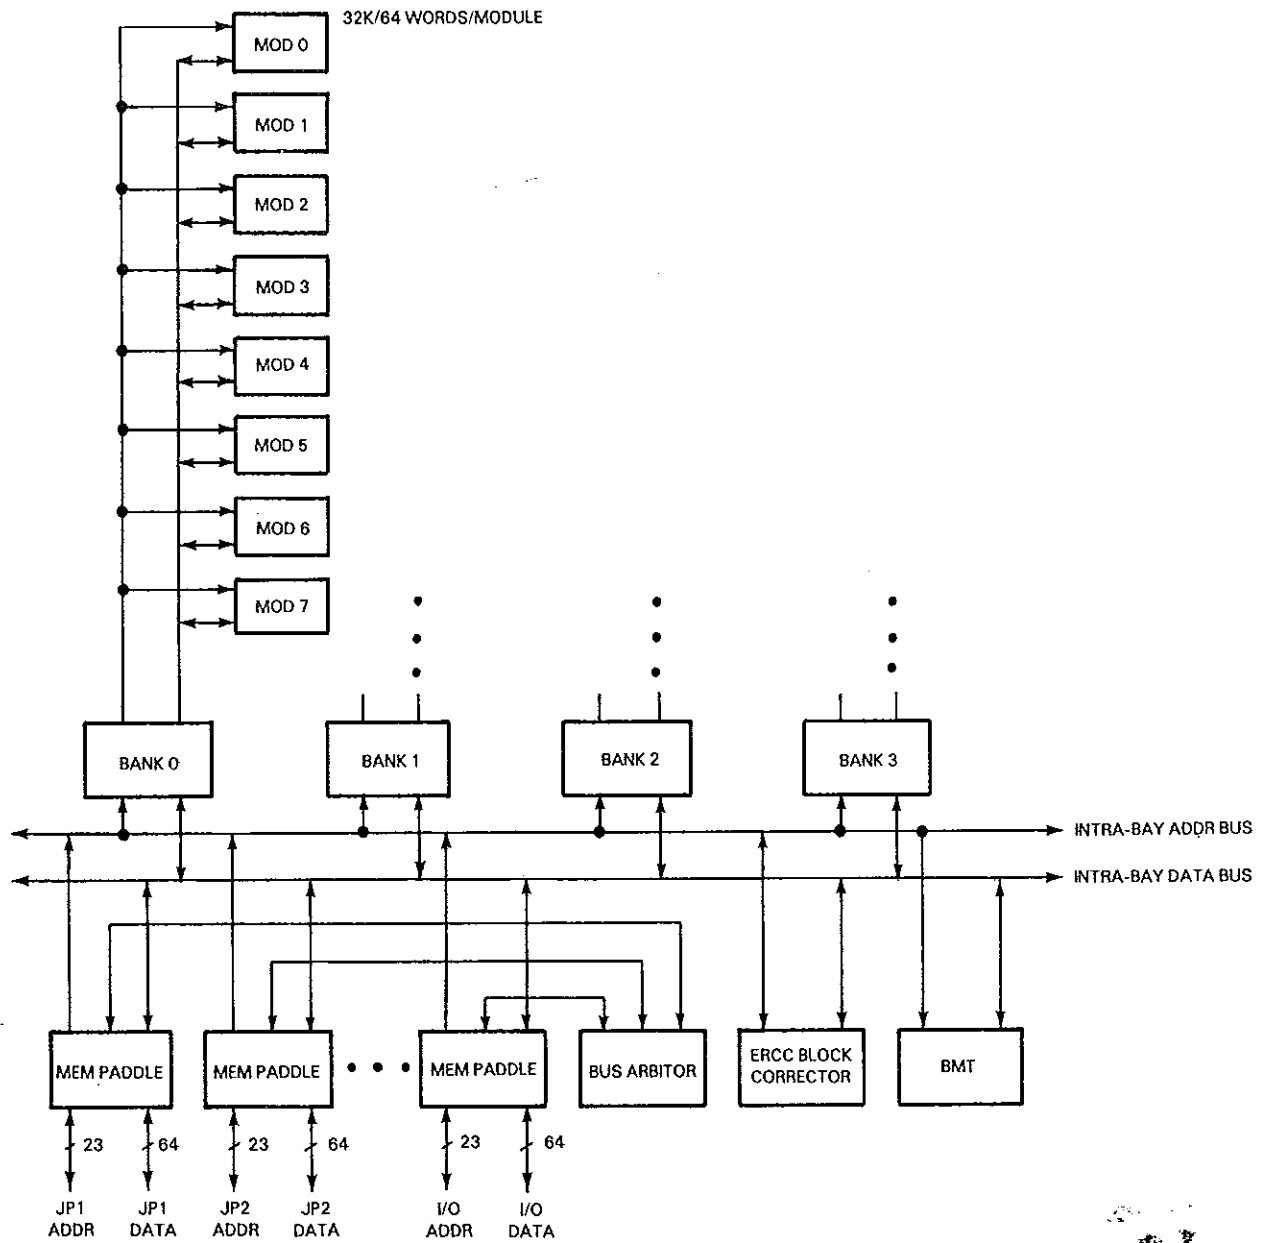 32K/64 WORDS/MODULE
MOD 0
MOD 1
MOD 2
MOD 3
MOD 4
MOD 5
MOD 6
MOD 7
BANK 0
BANK 1
BANK 2
BANK 3
INTRA-BAY ADDR BUS
INTRA-BAY DATA BUS
MEM PADDLE
MEM PADDLE
MEM PADDLE
BUS ARBITOR
ERCC BLOCK
CORRECTOR
BMT
23
64
23
64
23
64
JP1
ADDR
JP1
DATA
JP2
ADDR
JP2
DATA
I/O
ADDR
I/O
DATA